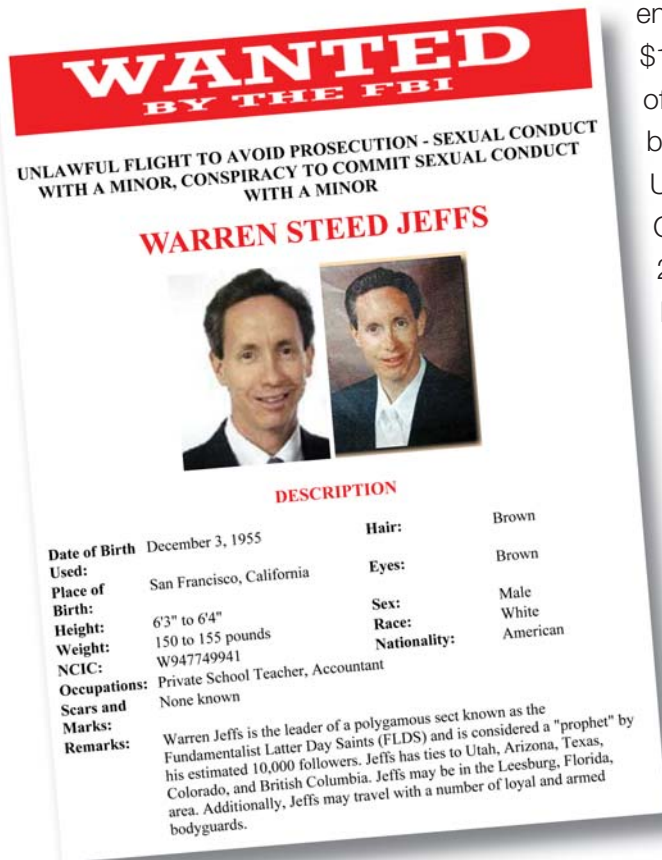 WANTED
BY THE FBI
UNLAWFUL FLIGHT TO AVOID PROSECUTION - SEXUAL CONDUCT
WITH A MINOR, CONSPIRACY TO COMMIT SEXUAL CONDUCT
WITH A MINOR
WARREN STEED JEFFS
DESCRIPTION
Date of Birth Used: December 3, 1955 Hair: Brown
Place of Birth: San Francisco, California Eyes: Brown
Height: 6'3" to 6'4" Sex: Male
Weight: 150 to 155 pounds Race: White
NCIC: W947749941 Nationality: American
Occupations: Private School Teacher, Accountant
Scars and Marks: None known
Remarks: Warren Jeffs is the leader of a polygamous sect known as the
Fundamentalist Latter Day Saints (FLDS) and is considered a "prophet" by
his estimated 10,000 followers. Jeffs has ties to Utah, Arizona, Texas,
Colorado, and British Columbia. Jeffs may be in the Leesburg, Florida,
area. Additionally, Jeffs may travel with a number of loyal and armed
bodyguards.
en
of